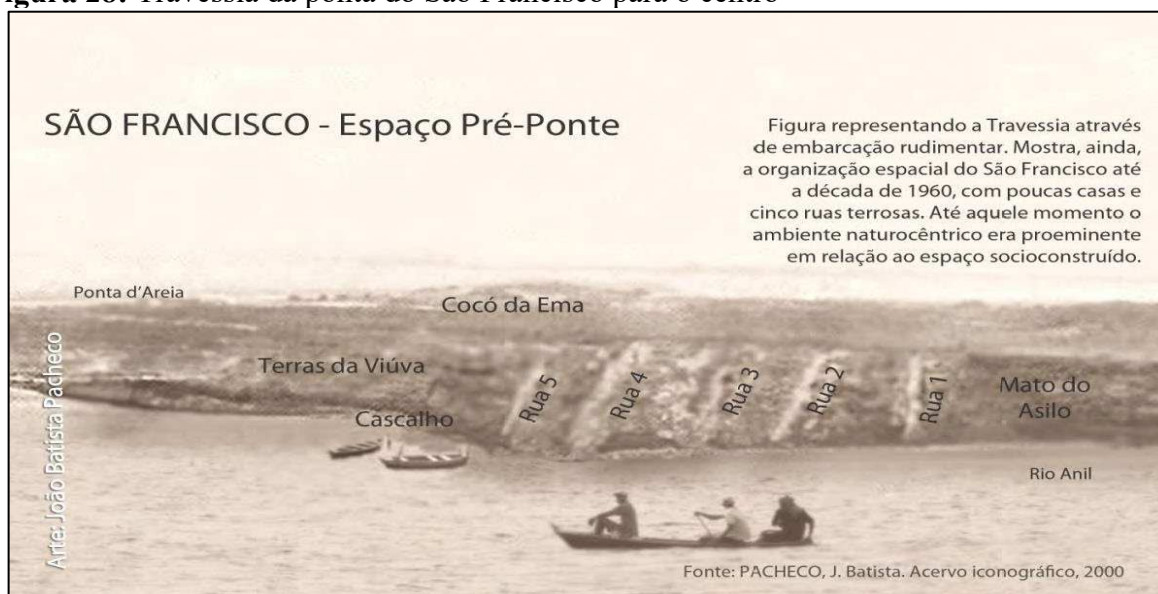 Travessia da ponta do São Francisco para o centro
SÃO FRANCISCO - Espaço Pré-Ponte
Figura representando a Travessia através
de embarcação rudimentar. Mostra, ainda,
a organização espacial do São Francisco até
a década de 1960, com poucas casas e
cinco ruas terrosas. Até aquele momento o
ambiente naturocêntrico era proeminente
em relação ao espaço socioconstruído.
Ponta d'Areia
Cocó da Ema
Terras da Viúva
Cascalho
Rua 5
Rua 4
Rua 3
Rua 2
Rua 1
Mato do
Asilo
Rio Anil
Arte: João Batista Pacheco
Fonte: PACHECO, J. Batista. Acervo iconográfico, 2000